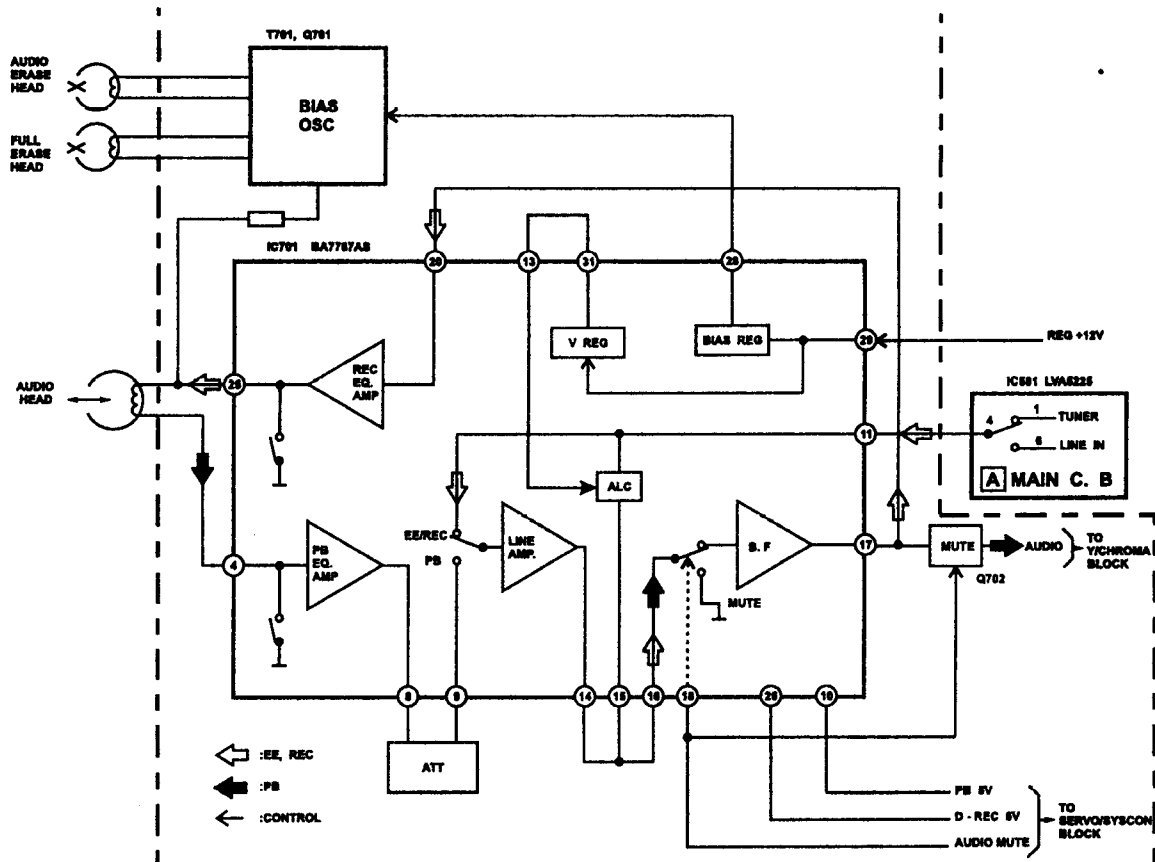 T701, Q701
AUDIO
ERASE
HEAD
BIAS
OSC
FULL
ERASE
HEAD
IC701 BA7767AS
20
13
31
28
V REG
BIAS REG
29
REG +12V
REC
EQ.
AMP
25
AUDIO
HEAD
IC581 LVA5225
4
1
TUNER
6
LINE IN
A MAIN C. B
11
ALC
EE/REC
LINE
AMP.
PB
PB
EQ.
AMP
4
S. F
17
MUTE
MUTE
Q702
AUDIO
TO
Y/CHROMA
BLOCK
8
9
14
15
16
18
26
10
ATT
:EE, REC
:PB
:CONTROL
PB 5V
D - REC 5V
AUDIO MUTE
TO
SERVO/SYSCON
BLOCK